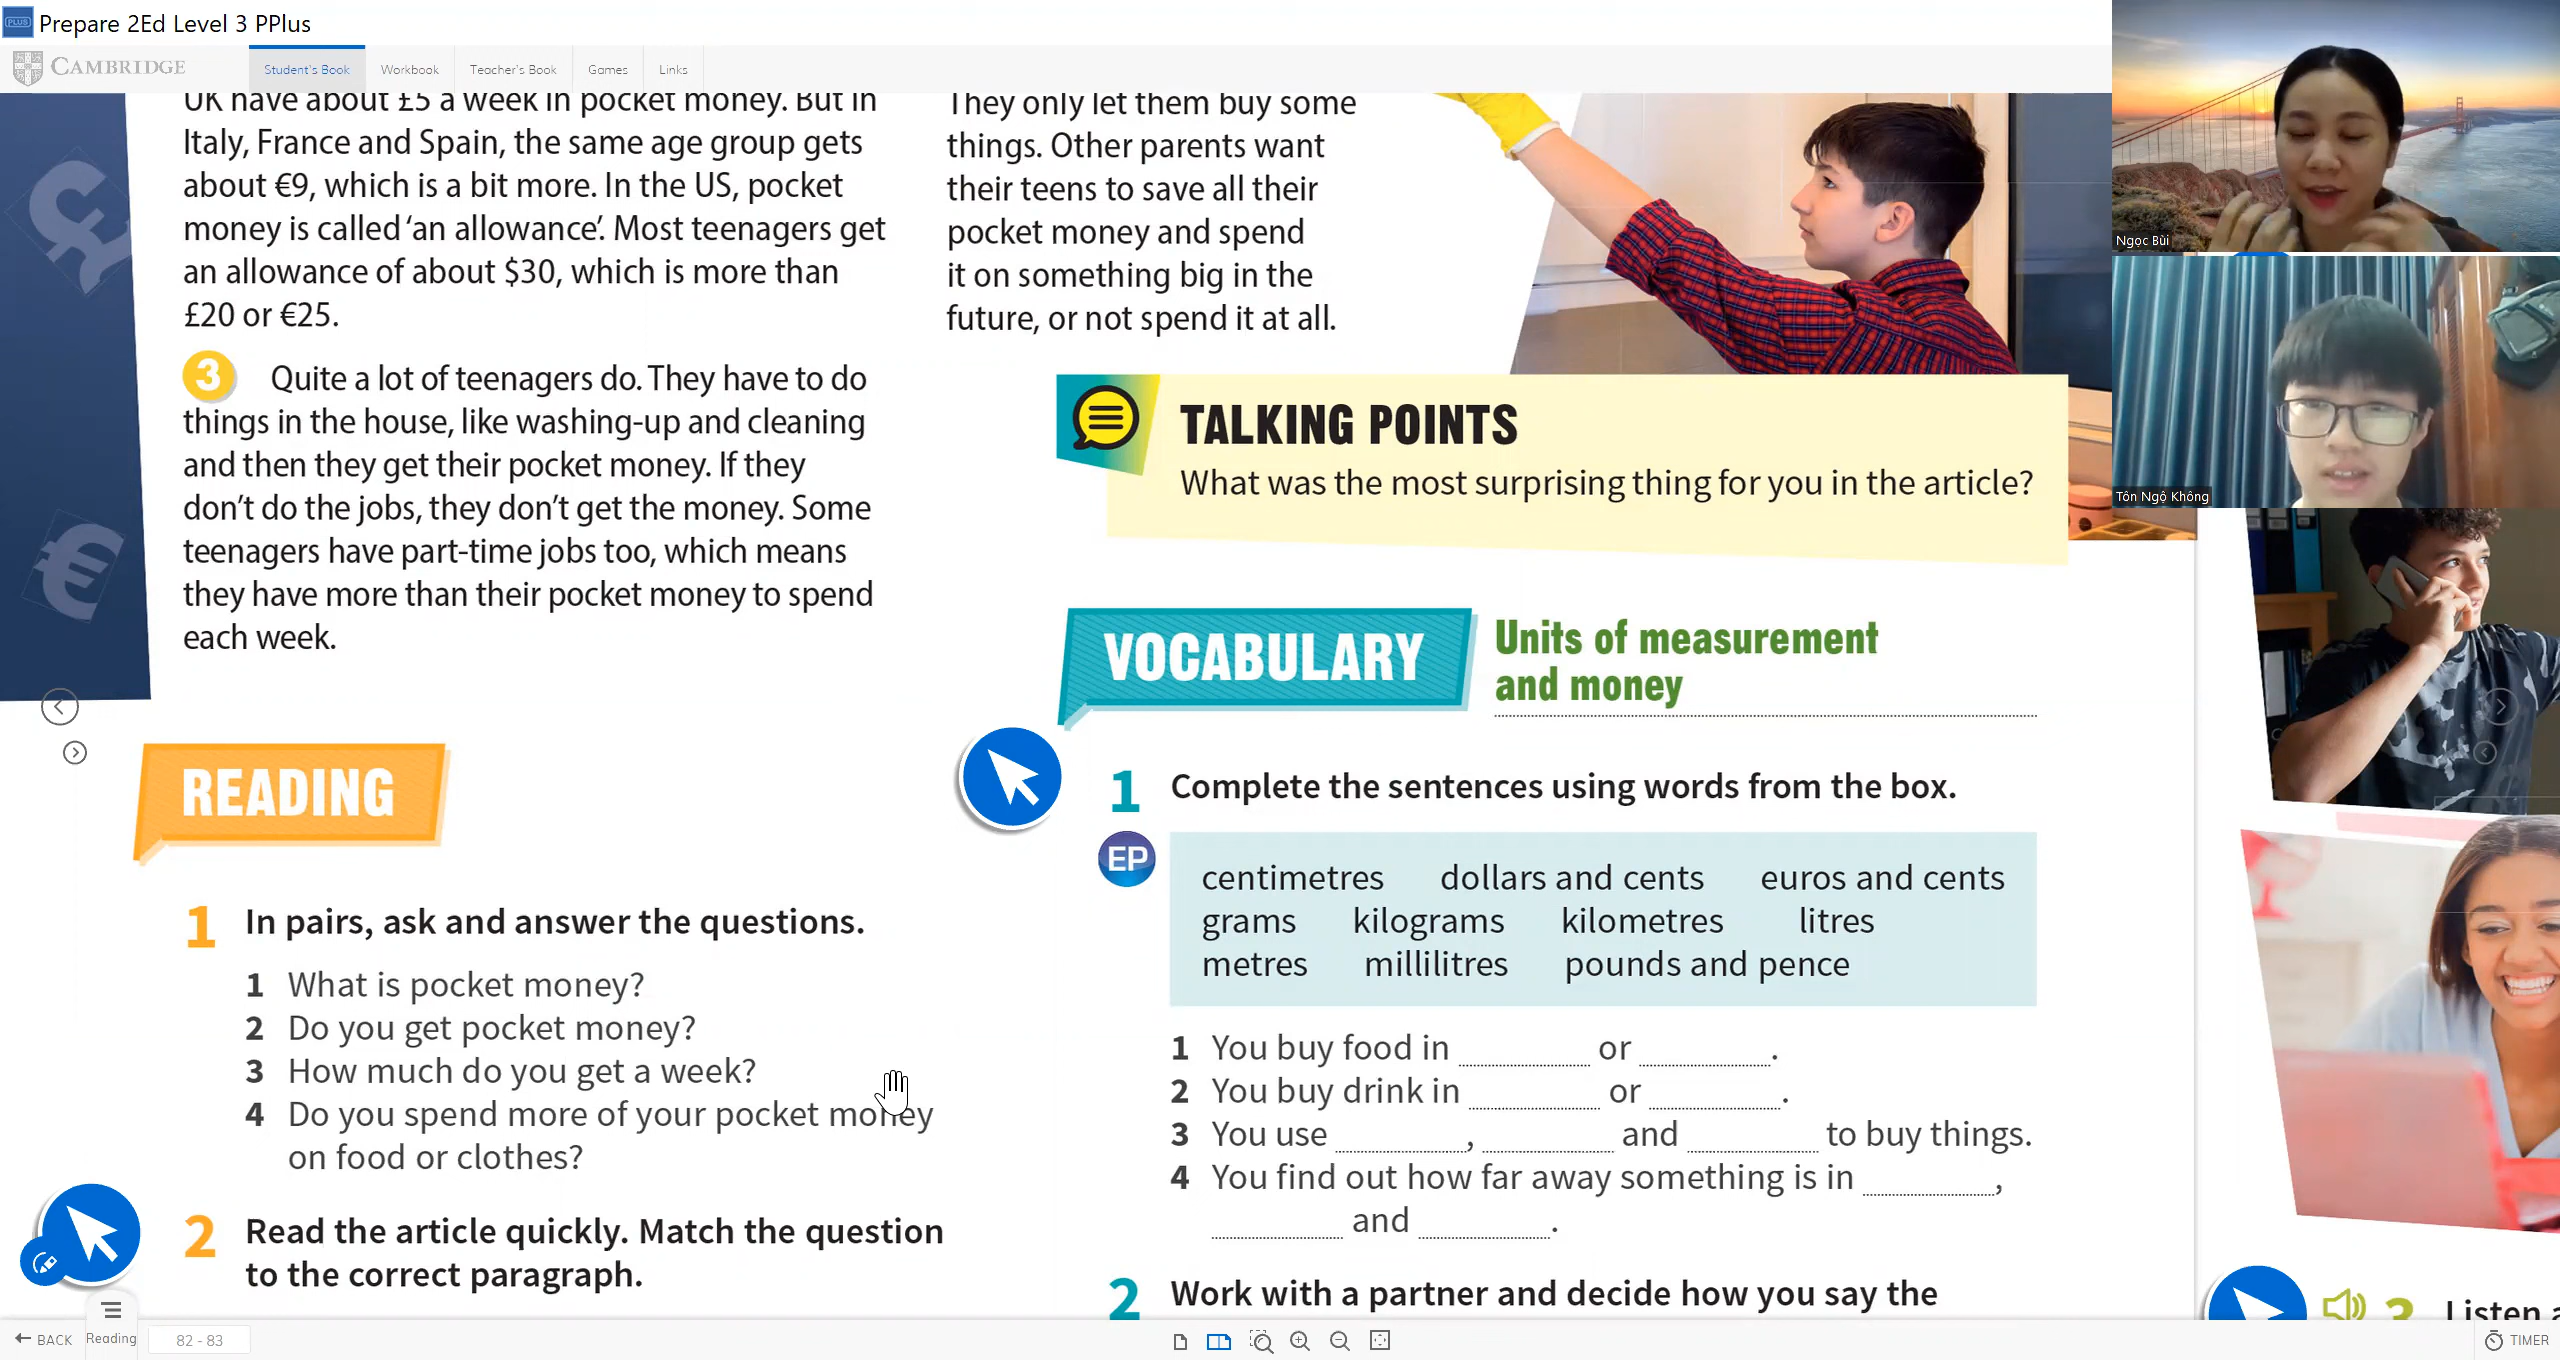 Prepare 2Ed Level 3 PPlus
CAMBRIDGE
Student's Book
Workbook
Teacher's Book
Games
Links
UK have about £5 a week in pocket money. But in
Italy, France and Spain, the same age group gets
about €9, which is a bit more. In the US, pocket
money is called ‘an allowance’. Most teenagers get
an allowance of about $30, which is more than
£20 or €25.
3 Quite a lot of teenagers do. They have to do
things in the house, like washing-up and cleaning
and then they get their pocket money. If they
don’t do the jobs, they don’t get the money. Some
teenagers have part-time jobs too, which means
they have more than their pocket money to spend
each week.
READING
1 In pairs, ask and answer the questions.
1 What is pocket money?
2 Do you get pocket money?
3 How much do you get a week?
4 Do you spend more of your pocket money
on food or clothes?
2 Read the article quickly. Match the question
to the correct paragraph.
They only let them buy some
things. Other parents want
their teens to save all their
pocket money and spend
it on something big in the
future, or not spend it at all.
TALKING POINTS
What was the most surprising thing for you in the article?
VOCABULARY
Units of measurement
and money
1 Complete the sentences using words from the box.
EP
centimetres dollars and cents euros and cents
grams kilograms kilometres litres
metres millilitres pounds and pence
1 You buy food in ............ or ............ .
2 You buy drink in ............ or ............ .
3 You use ............ , ............ and ............ to buy things.
4 You find out how far away something is in ............ ,
............ and ............ .
2 Work with a partner and decide how you say the
Ngọc Bùi
Tôn Ngộ Không
3 Listen
BACK
Reading
82 - 83
TIMER